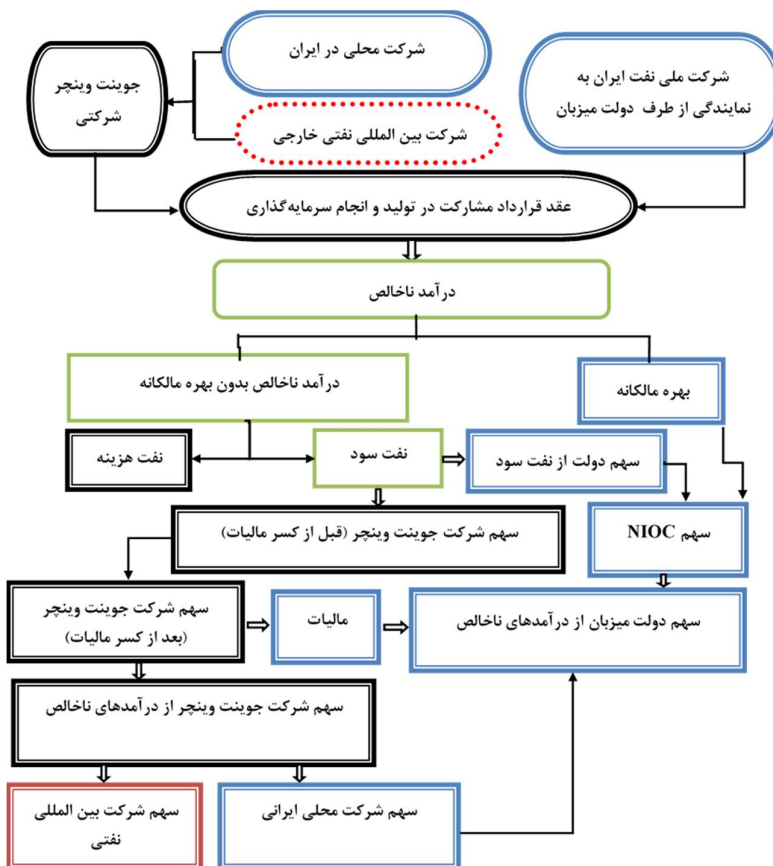 شرکت محلی در ایران
جوینت وینچر
شرکتی
شرکت ملی نفت ایران به
نمایندگی از طرف دولت میزبان
شرکت بین المللی نفتی خارجی
عقد قرارداد مشارکت در تولید و انجام سرمایه‌گذاری
درآمد ناخالص
درآمد ناخالص بدون بهره مالکانه
بهره مالکانه
نفت هزینه
نفت سود
سهم دولت از نفت سود
سهم شرکت جوینت وینچر (قبل از کسر مالیات)
سهم NIOC
سهم شرکت جوینت وینچر
(بعد از کسر مالیات)
مالیات
سهم دولت میزبان از درآمدهای ناخالص
سهم شرکت جوینت وینچر از درآمدهای ناخالص
سهم شرکت بین المللی
نفتی
سهم شرکت محلی ایرانی